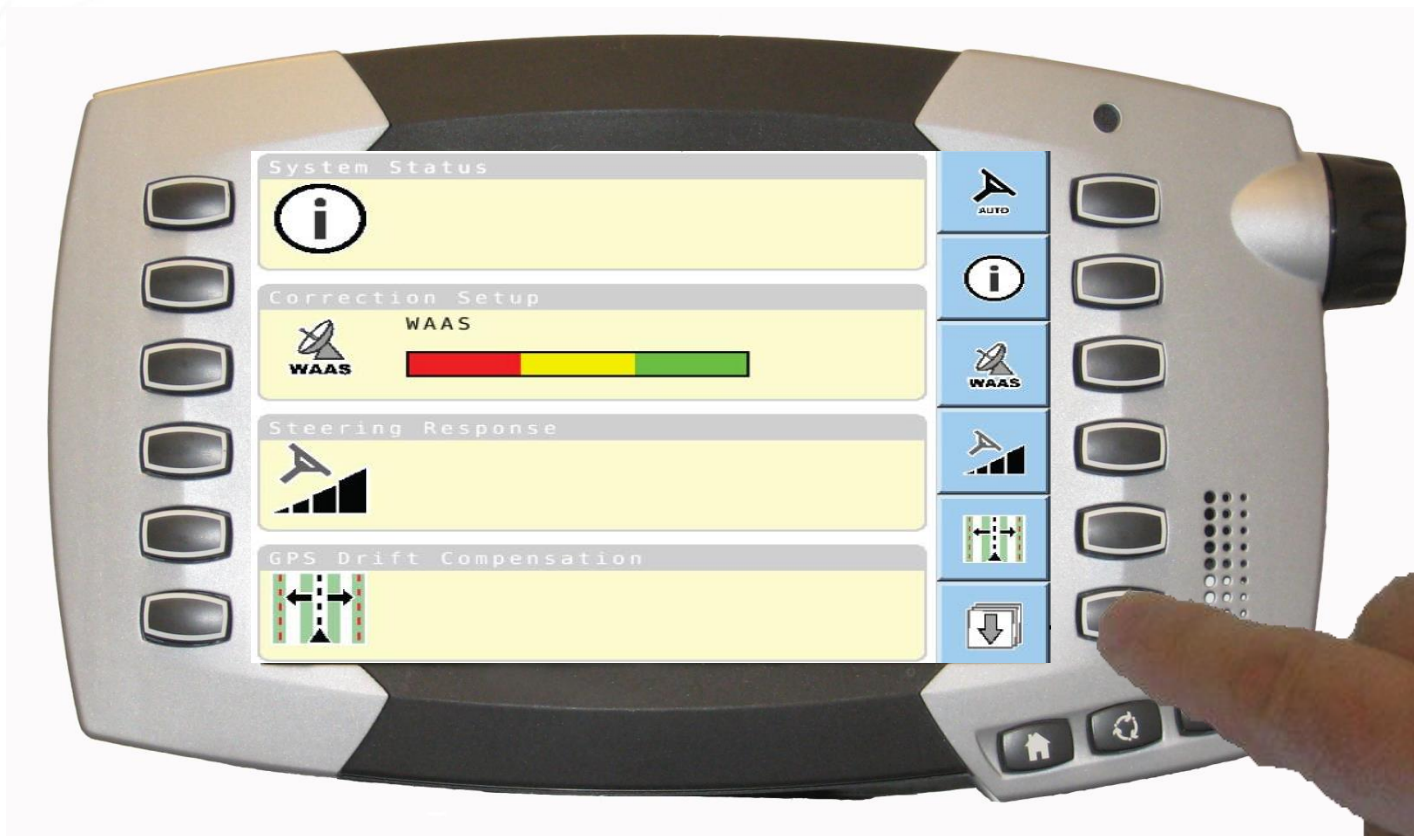 System Status
AUTO
Correction Setup
WAAS
WAAS
WAAS
Steering Response
GPS Drift Compensation